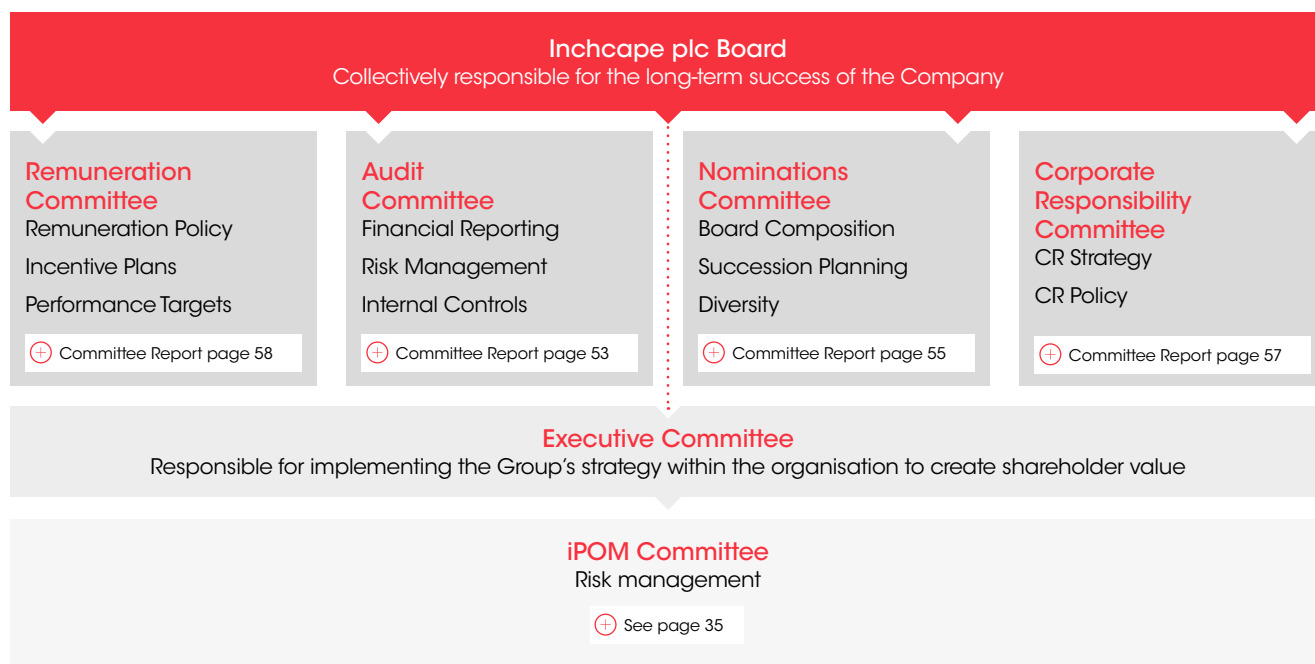 Inchcape plc Board
Collectively responsible for the long-term success of the Company
Remuneration
Committee
Remuneration Policy
Incentive Plans
Performance Targets
Committee Report page 58
Audit
Committee
Financial Reporting
Risk Management
Internal Controls
Committee Report page 53
Nominations
Committee
Board Composition
Succession Planning
Diversity
Committee Report page 55
Corporate
Responsibility
Committee
CR Strategy
CR Policy
Committee Report page 57
Executive Committee
Responsible for implementing the Group's strategy within the organisation to create shareholder value
iPOM Committee
Risk management
See page 35